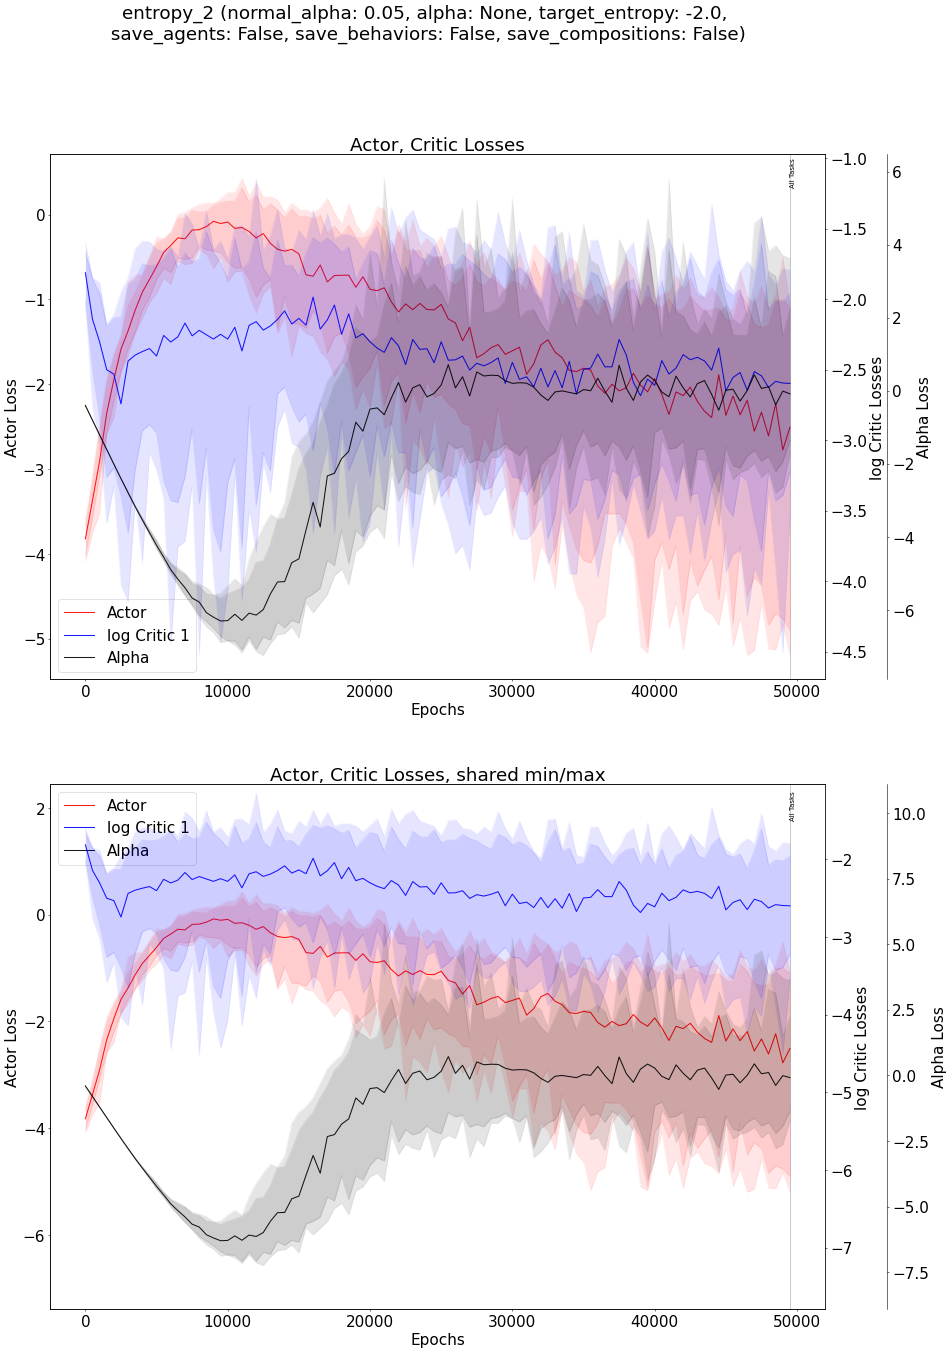 entropy_2 (normal_alpha: 0.05, alpha: None, target_entropy: -2.0,
save_agents: False, save_behaviors: False, save_compositions: False)
Actor, Critic Losses
All Tasks
Actor Loss
0
−1
−2
−3
−4
−5
−1.0
−1.5
−2.0
−2.5
−3.0
−3.5
−4.0
−4.5
log Critic Losses
6
4
2
0
−2
−4
−6
Alpha Loss
Actor
log Critic 1
Alpha
0
10000
20000
30000
40000
50000
Epochs
Actor, Critic Losses, shared min/max
All Tasks
Actor
log Critic 1
Alpha
Actor Loss
2
0
−2
−4
−6
−2
−3
−4
−5
−6
−7
log Critic Losses
10.0
7.5
5.0
2.5
0.0
−2.5
−5.0
−7.5
Alpha Loss
0
10000
20000
30000
40000
50000
Epochs